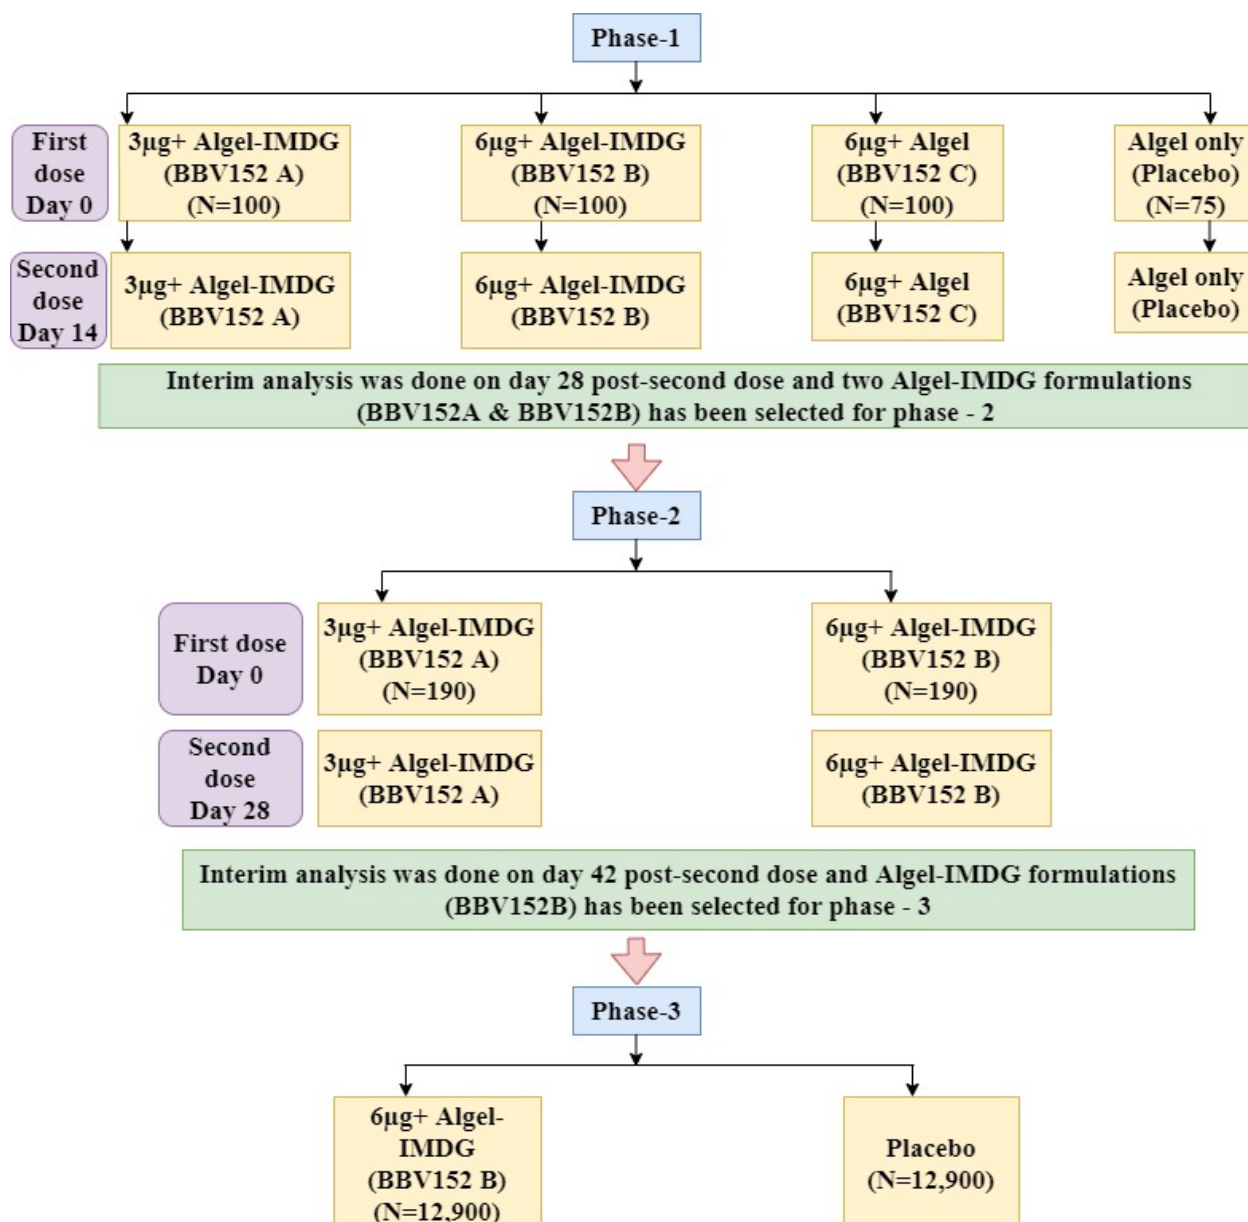 Phase-1
First
dose
Day 0
3µg+ Algel-IMDG
(BBV152 A)
(N=100)
6µg+ Algel-IMDG
(BBV152 B)
(N=100)
6µg+ Algel
(BBV152 C)
(N=100)
Algel only
(Placebo)
(N=75)
Second
dose
Day 14
3µg+ Algel-IMDG
(BBV152 A)
6µg+ Algel-IMDG
(BBV152 B)
6µg+ Algel
(BBV152 C)
Algel only
(Placebo)
Interim analysis was done on day 28 post-second dose and two Algel-IMDG formulations
(BBV152A & BBV152B) has been selected for phase - 2
Phase-2
First dose
Day 0
3µg+ Algel-IMDG
(BBV152 A)
(N=190)
6µg+ Algel-IMDG
(BBV152 B)
(N=190)
Second
dose
Day 28
3µg+ Algel-IMDG
(BBV152 A)
6µg+ Algel-IMDG
(BBV152 B)
Interim analysis was done on day 42 post-second dose and Algel-IMDG formulations
(BBV152B) has been selected for phase - 3
Phase-3
6µg+ Algel-
IMDG
(BBV152 B)
(N=12,900)
Placebo
(N=12,900)